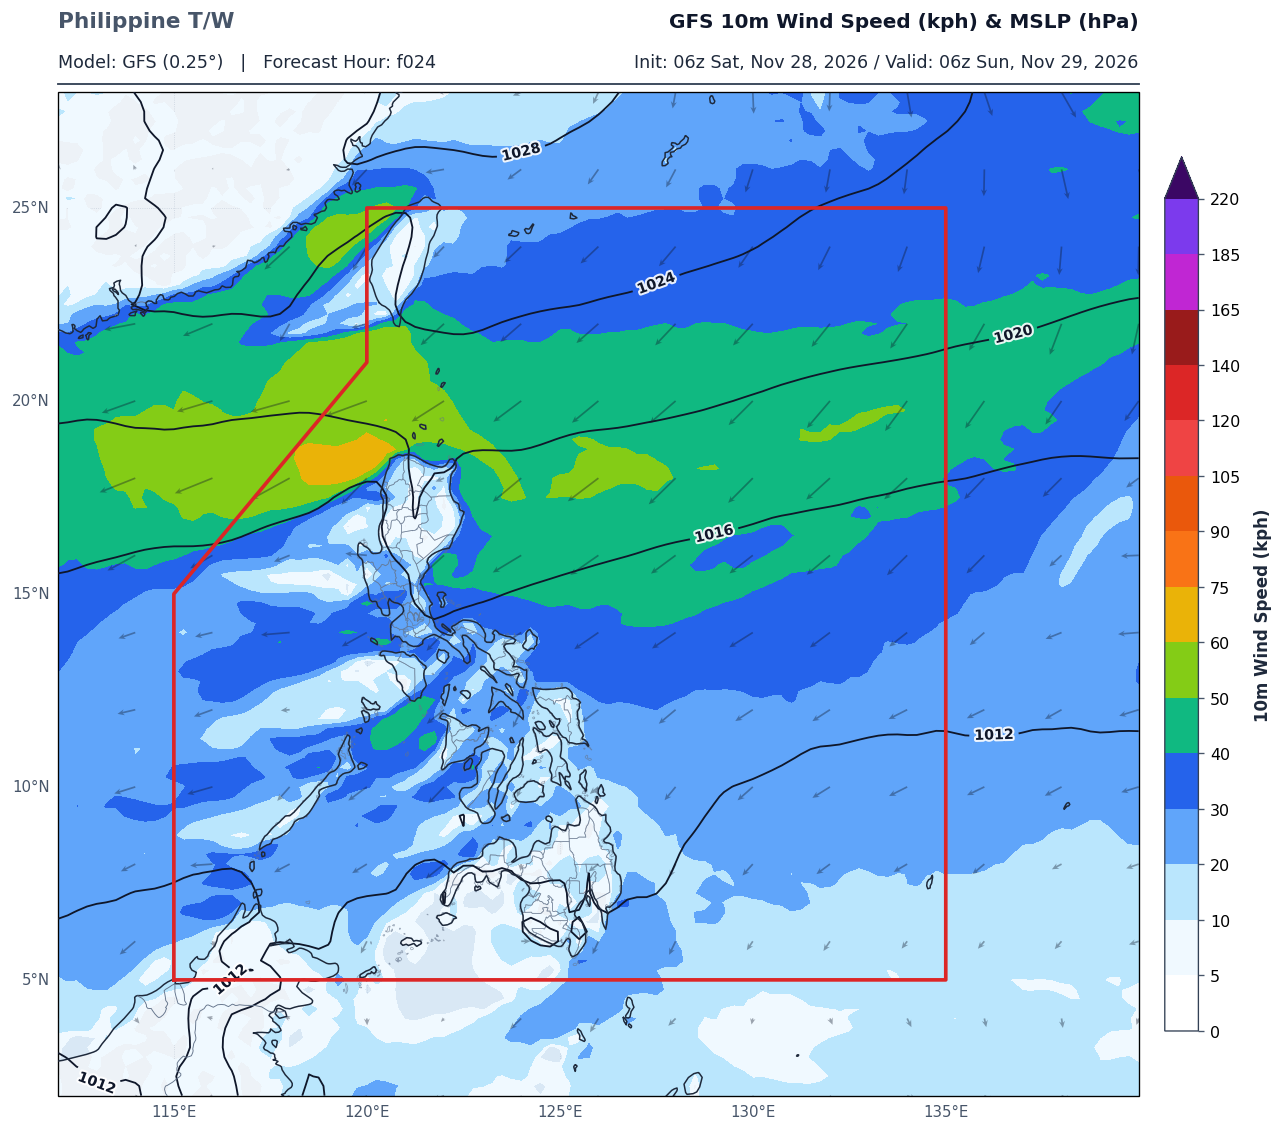 Philippine T/W
GFS 10m Wind Speed (kph) & MSLP (hPa)
Model: GFS (0.25°)   |   Forecast Hour: f024
Init: 06z Sat, Nov 28, 2026 / Valid: 06z Sun, Nov 29, 2026
1028
1024
1020
1016
1012
1012
1012
25°N
20°N
15°N
10°N
5°N
115°E
120°E
125°E
130°E
135°E
220
185
165
140
120
105
90
75
60
50
40
30
20
10
5
0
10m Wind Speed (kph)